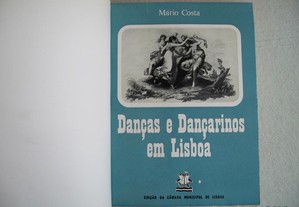 Mário Costa
Danças e Dançarinos
em Lisboa
EDIÇÃO DA CÂMARA MUNICIPAL DE LISBOA